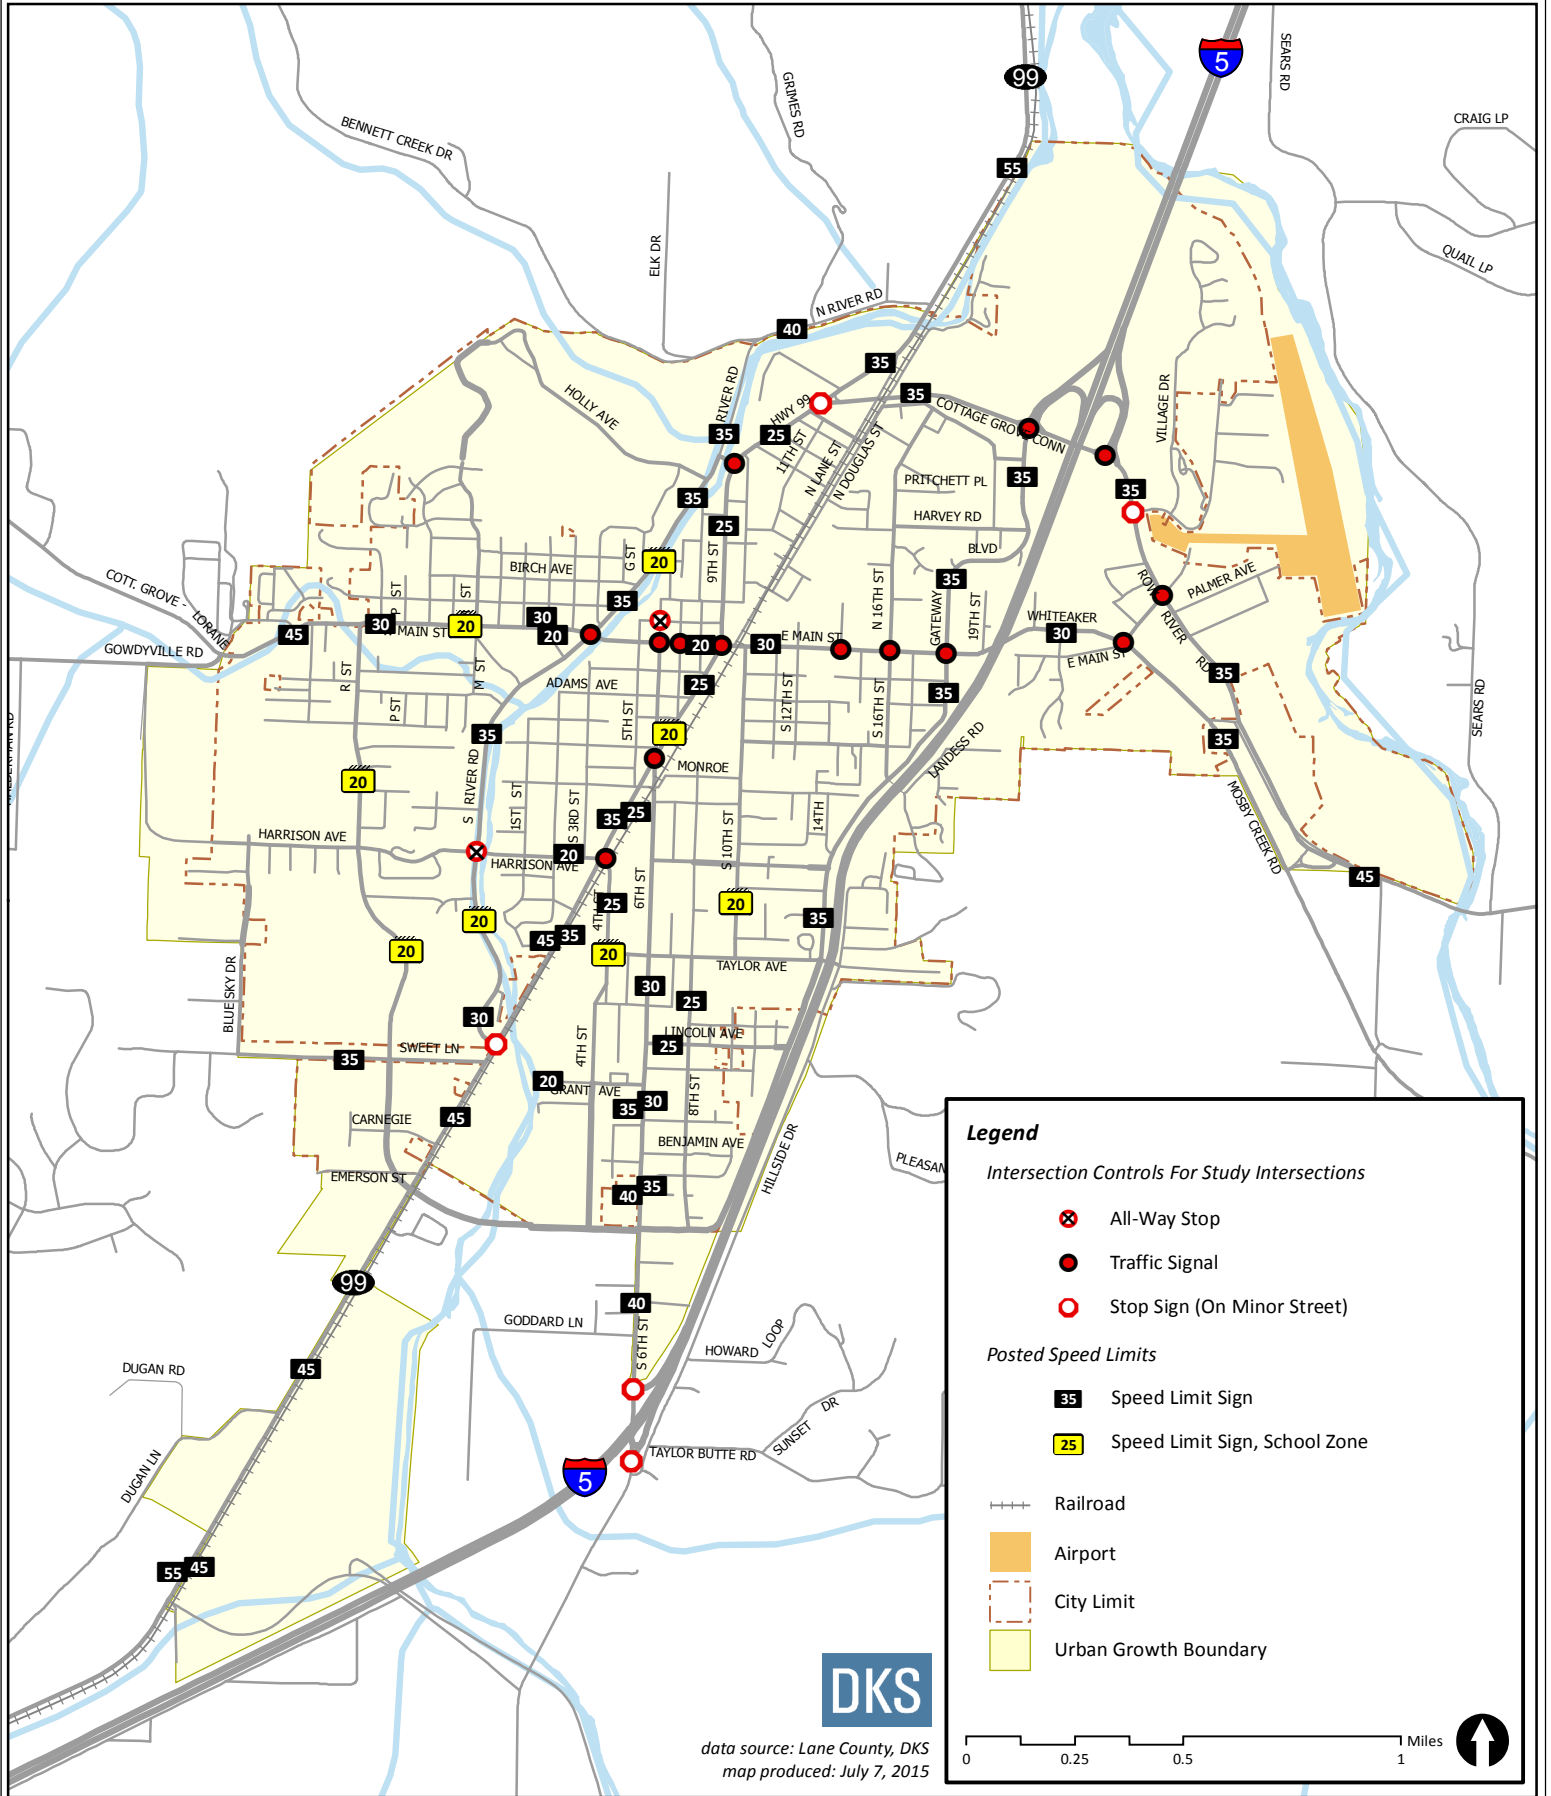 SEARS RD
5
99
GRIMES RD
CRAIG LP
BENNETT CREEK DR
55
ELK DR
QUAIL LP
N RIVER RD
40
35
HOLLY AVE
RIVER RD
HWY 99
35
COTTAGE GROVE CONN
VILLAGE DR
35
25
11TH ST
N LANE ST
N DOUGLAS ST
PRITCHETT PL
35
35
35
HARVEY RD
25
BLVD
G ST
20
9TH ST
BIRCH AVE
N 16TH ST
35
COTT. GROVE - LORANE
P ST
ST
35
GATEWAY
19TH ST
ROW RIVER RD
PALMER AVE
WHITEAKER
30
45
30
MAIN ST
20
30
20
20
30
E MAIN ST
E MAIN ST
GOWDYVILLE RD
R ST
M ST
ADAMS AVE
25
35
35
P ST
5TH ST
S 12TH ST
S 16TH ST
SEARS RD
35
20
35
LANDESS RD
MONROE
20
S RIVER RD
1ST ST
S 3RD ST
35
25
14TH
MOSBY CREEK RD
HARRISON AVE
HARRISON AVE
20
S 10TH ST
45
6TH ST
4TH ST
25
20
20
35
45
35
20
20
TAYLOR AVE
BLUE SKY DR
30
25
30
LINCOLN AVE
4TH ST
SWEET LN
35
25
20
GRANT AVE
8TH ST
45
35
30
CARNEGIE
BENJAMIN AVE
HILLSIDE DR
PLEASAN
EMERSON ST
40
35
99
40
GODDARD LN
S 6TH ST
HOWARD LOOP
DUGAN RD
45
SUNSET DR
TAYLOR BUTTE RD
DUGAN LN
5
55
45
Legend
Intersection Controls For Study Intersections
All-Way Stop
Traffic Signal
Stop Sign (On Minor Street)
Posted Speed Limits
35 Speed Limit Sign
25 Speed Limit Sign, School Zone
Railroad
Airport
City Limit
Urban Growth Boundary
Miles
0 0.25 0.5 1
DKS
data source: Lane County, DKS
map produced: July 7, 2015